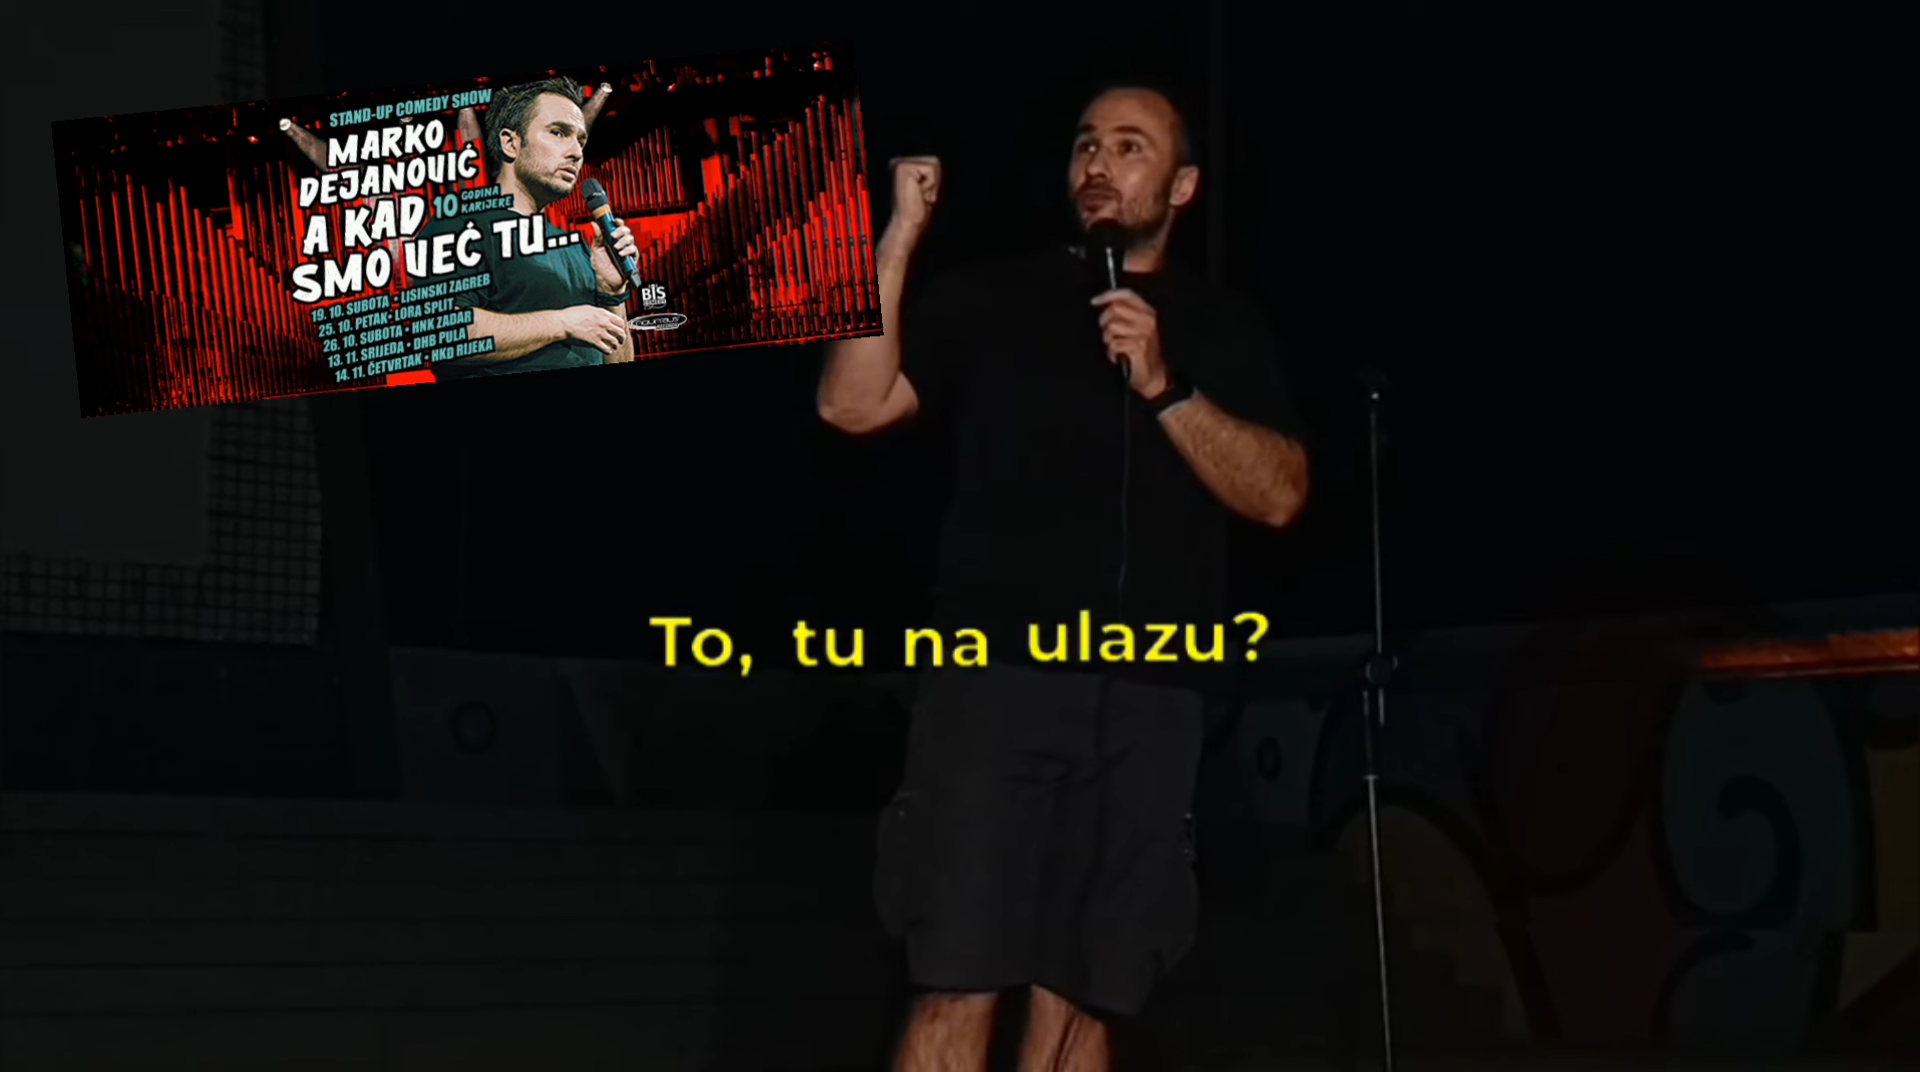 STAND-UP COMEDY SHOW
MARKO
DEJANOVIĆ
A KAD
10 GODINA
KARIJERE
SMO VEĆ TU...
19. 10. SUBOTA • LISINSKI ZAGREB
25. 10. PETAK • LORA SPLIT
26. 10. SUBOTA • HNK ZADAR
13. 11. SRIJEDA • DHB PULA
14. 11. ČETVRTAK • HKD RIJEKA
BIS
To, tu na ulazu?